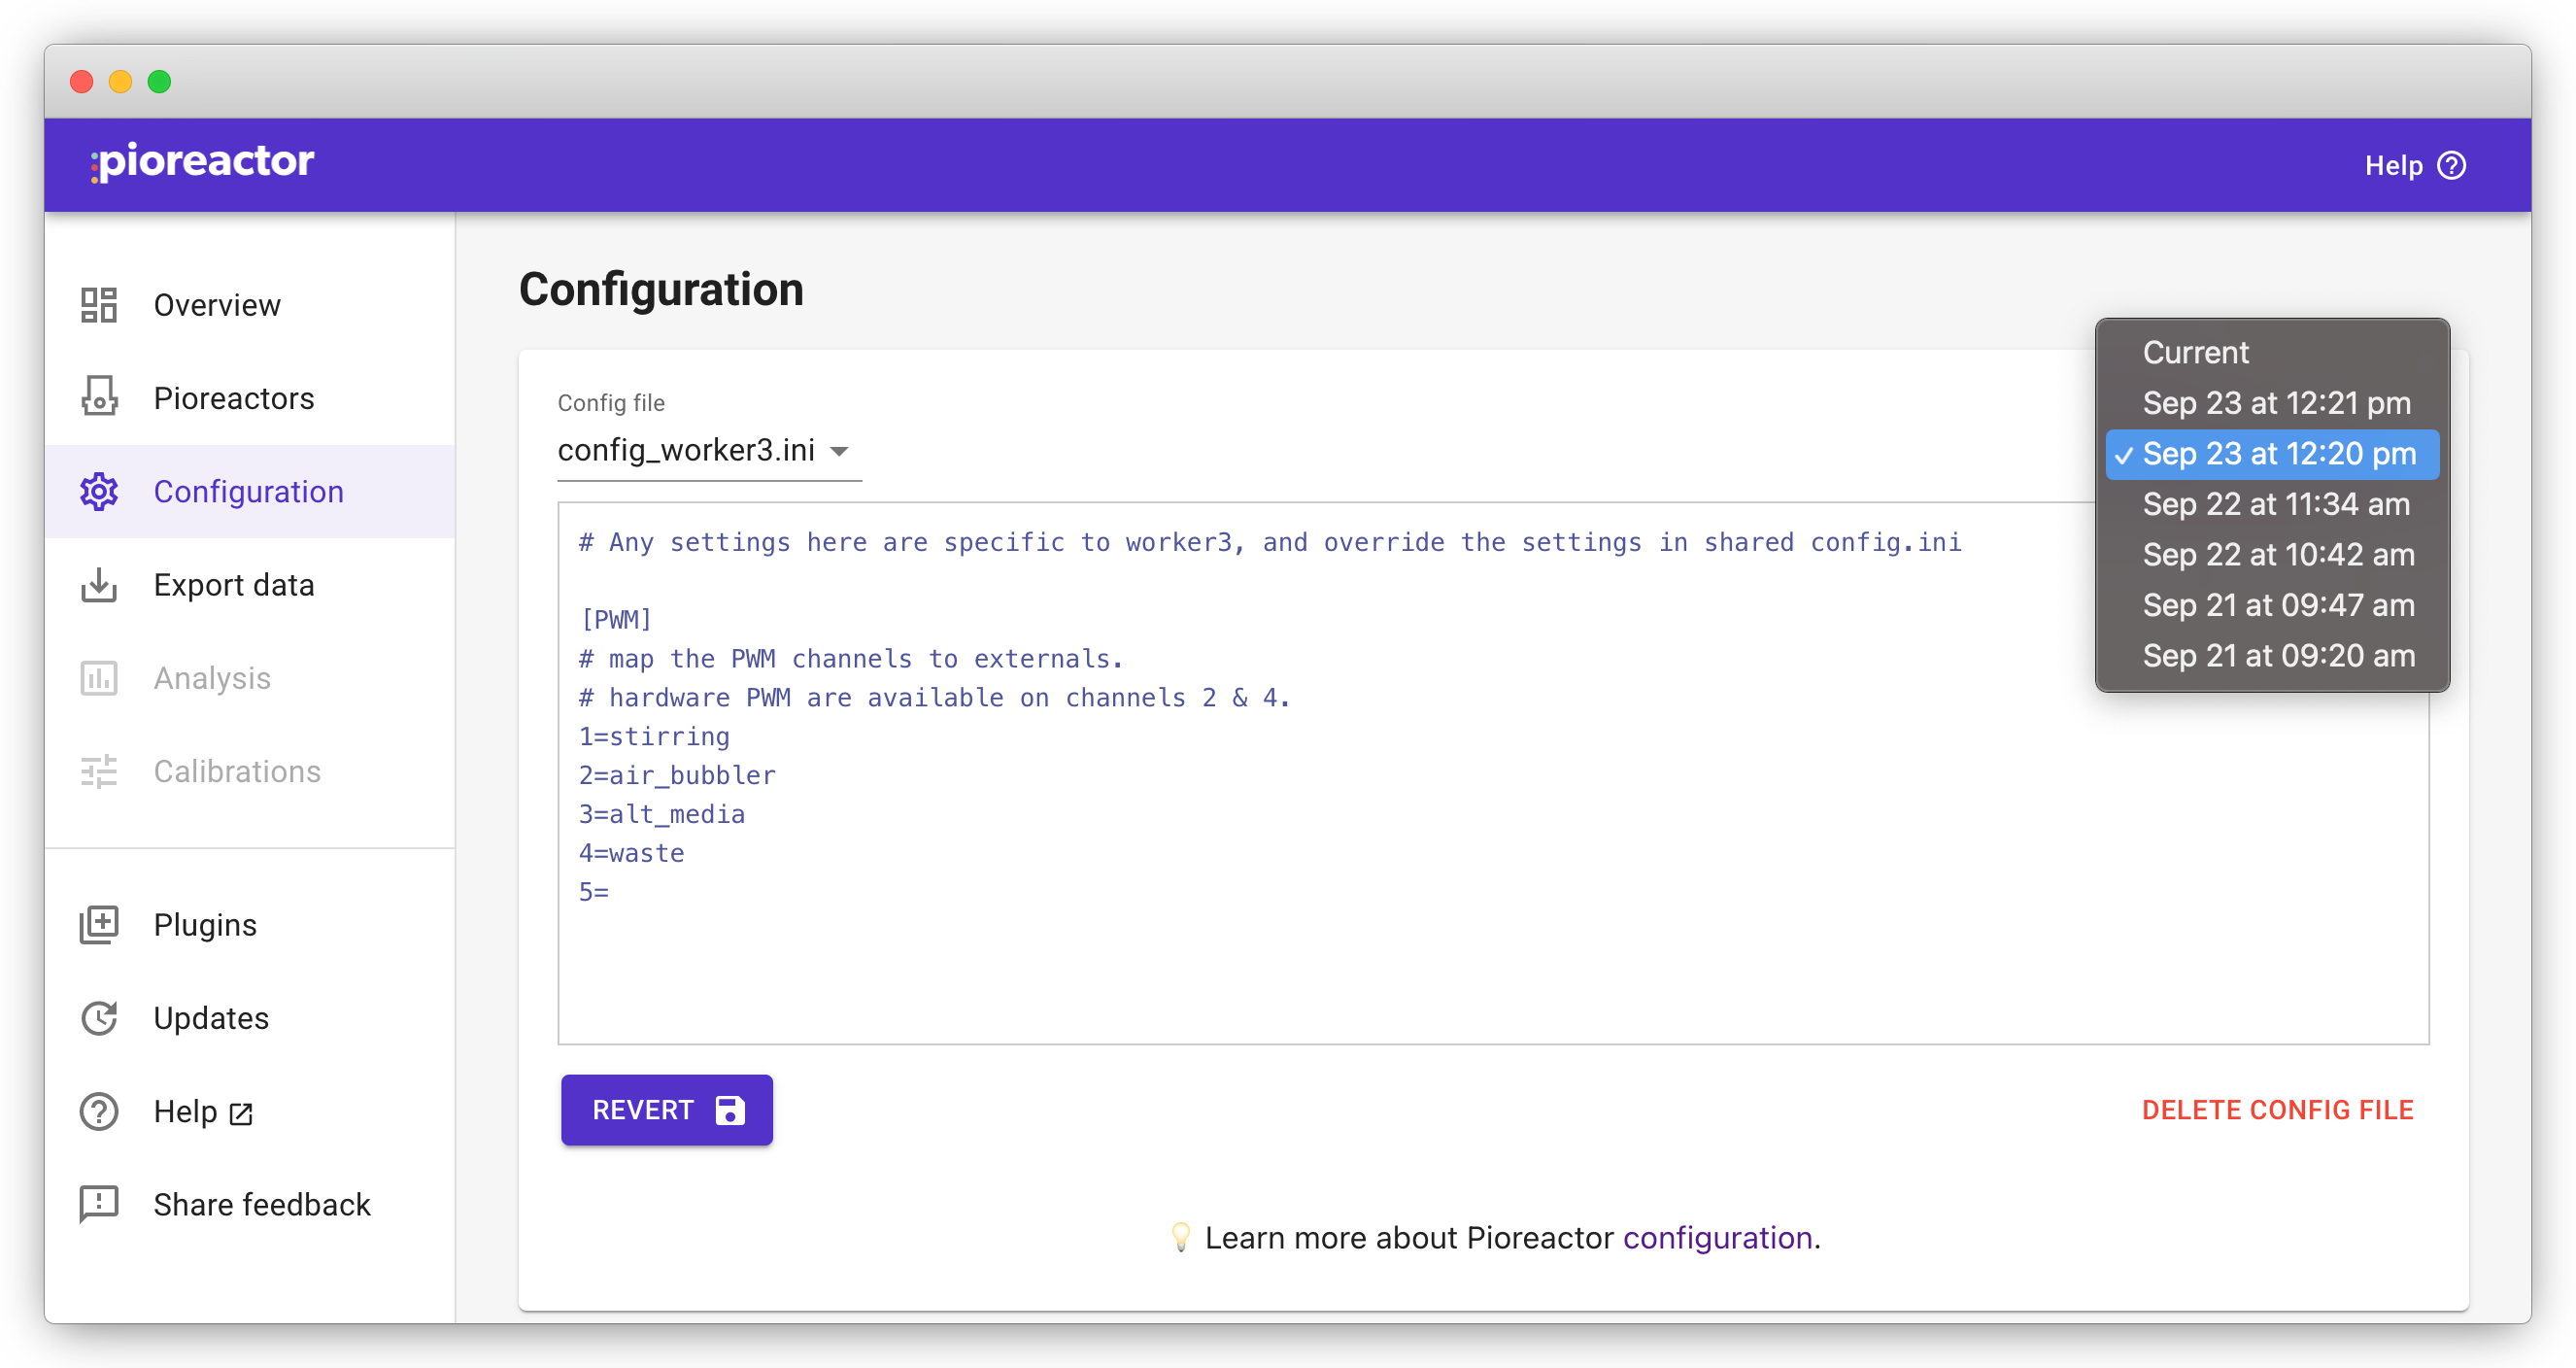 pioreactor
Help
Overview
Pioreactors
Configuration
Export data
Analysis
Calibrations
Plugins
Updates
Help
Share feedback
Configuration
Config file
config_worker3.ini
Current
Sep 23 at 12:21 pm
Sep 23 at 12:20 pm
Sep 22 at 11:34 am
Sep 22 at 10:42 am
Sep 21 at 09:47 am
Sep 21 at 09:20 am
# Any settings here are specific to worker3, and override the settings in shared config.ini
[PWM]
# map the PWM channels to externals.
# hardware PWM are available on channels 2 & 4.
1=stirring
2=air_bubbler
3=alt_media
4=waste
5=
REVERT
DELETE CONFIG FILE
💡 Learn more about Pioreactor configuration.